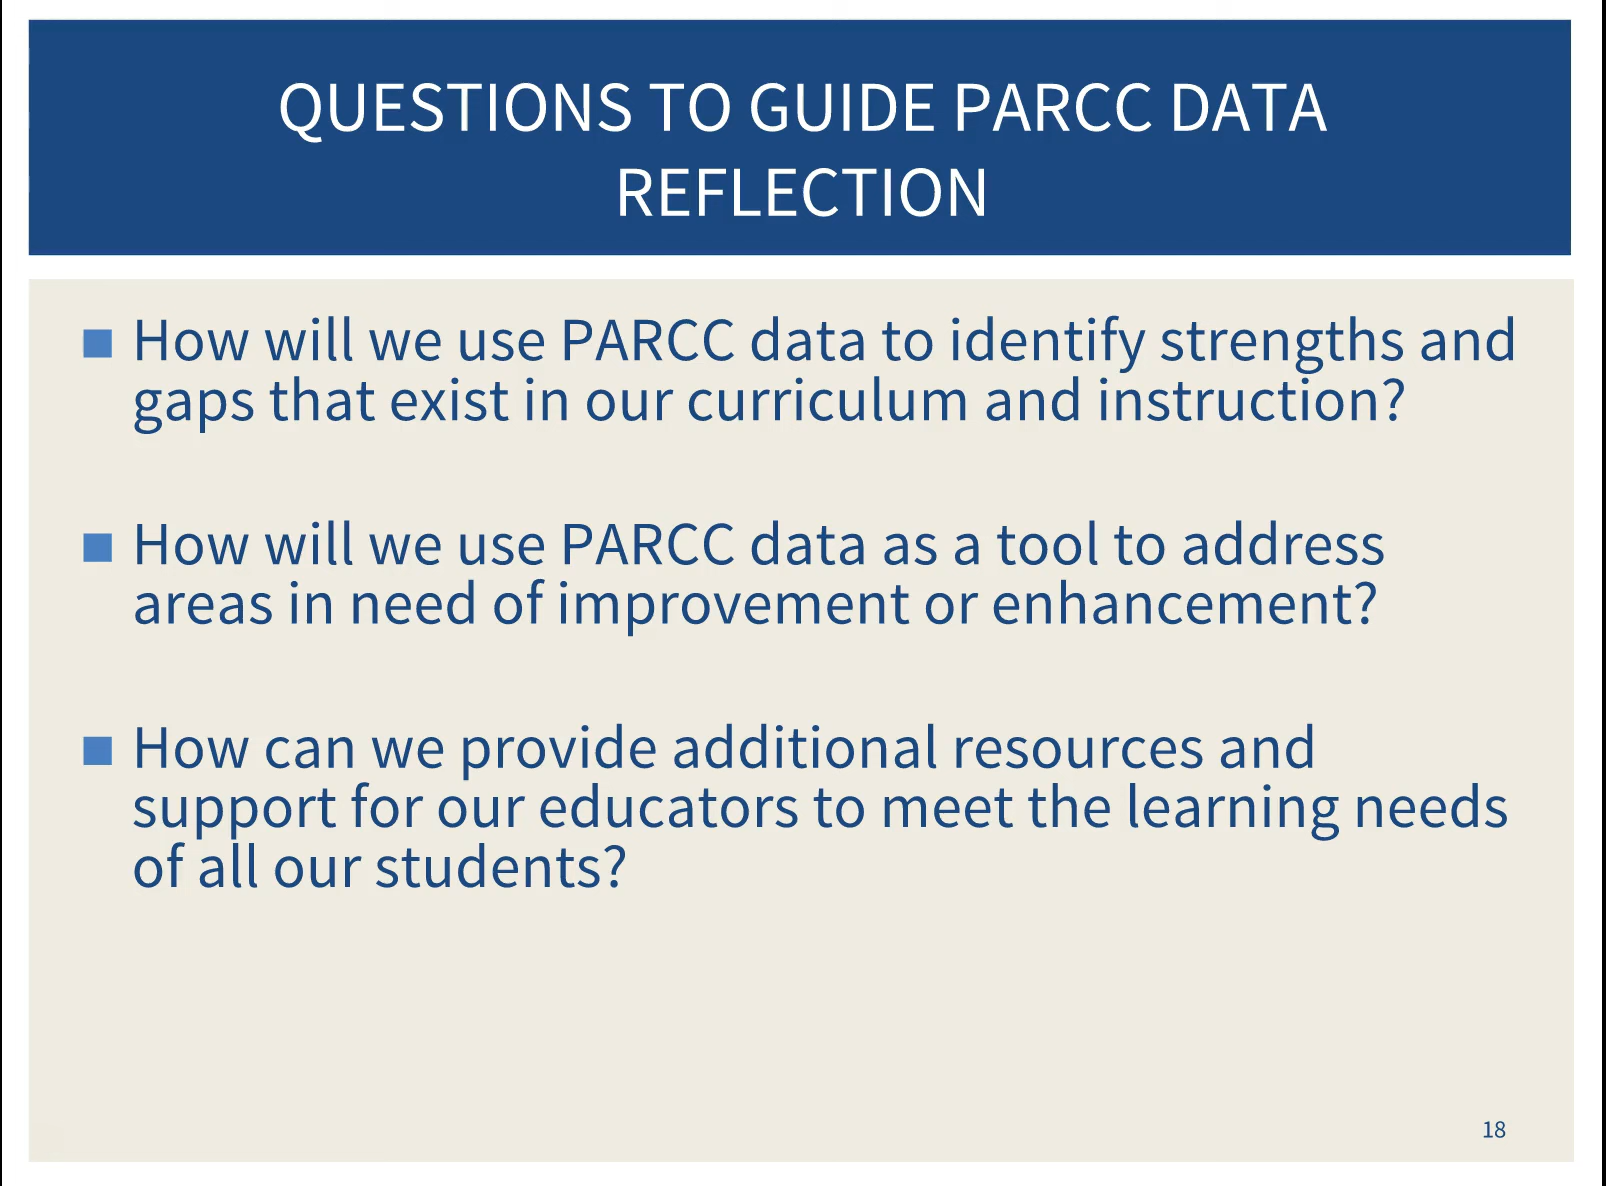 QUESTIONS TO GUIDE PARCC DATA
REFLECTION
How will we use PARCC data to identify strengths and
gaps that exist in our curriculum and instruction?
How will we use PARCC data as a tool to address
areas in need of improvement or enhancement?
How can we provide additional resources and
support for our educators to meet the learning needs
of all our students?
18